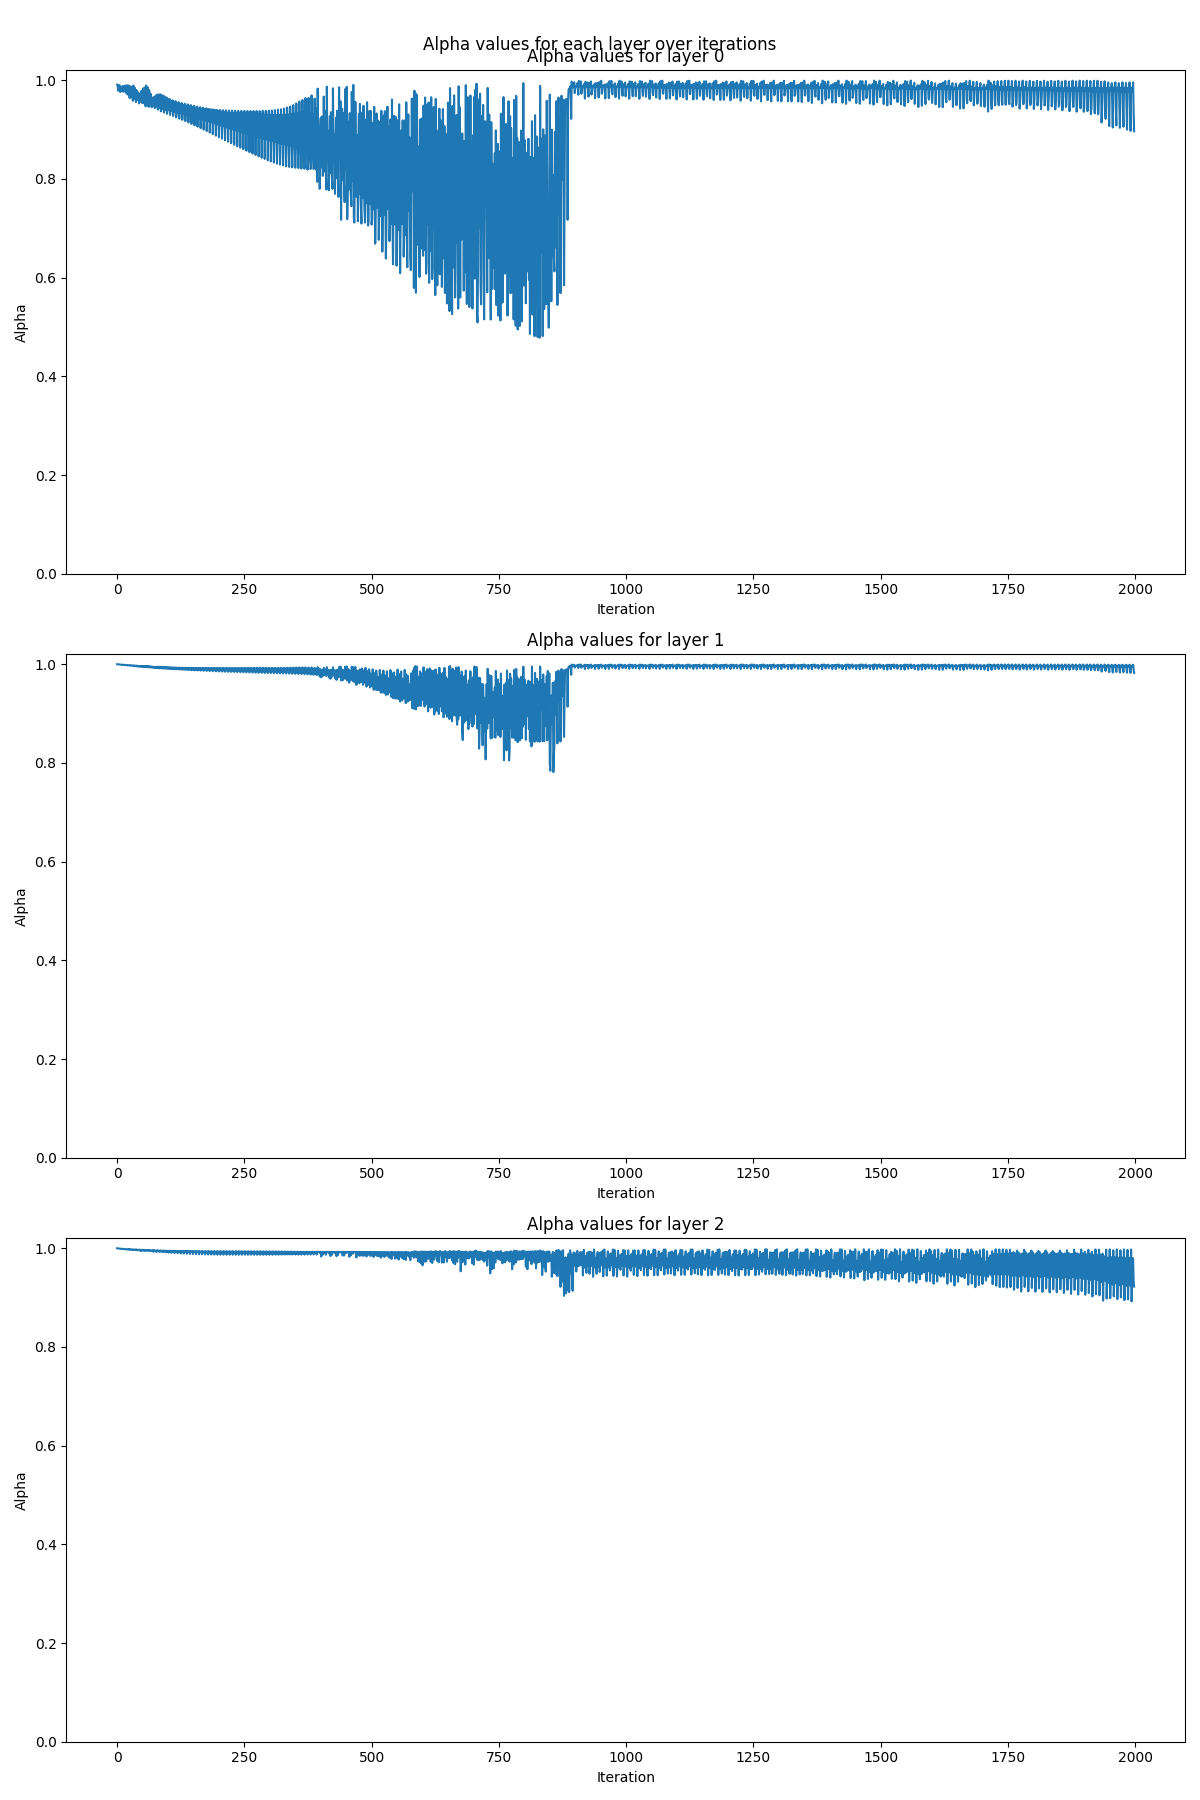 Alpha values for each layer over iterations
Alpha values for layer 0
1.0
0.8
0.6
0.4
0.2
0.0
Alpha
0 250 500 750 1000 1250 1500 1750 2000
Iteration
Alpha values for layer 1
1.0
0.8
0.6
0.4
0.2
0.0
Alpha
0 250 500 750 1000 1250 1500 1750 2000
Iteration
Alpha values for layer 2
1.0
0.8
0.6
0.4
0.2
0.0
Alpha
0 250 500 750 1000 1250 1500 1750 2000
Iteration